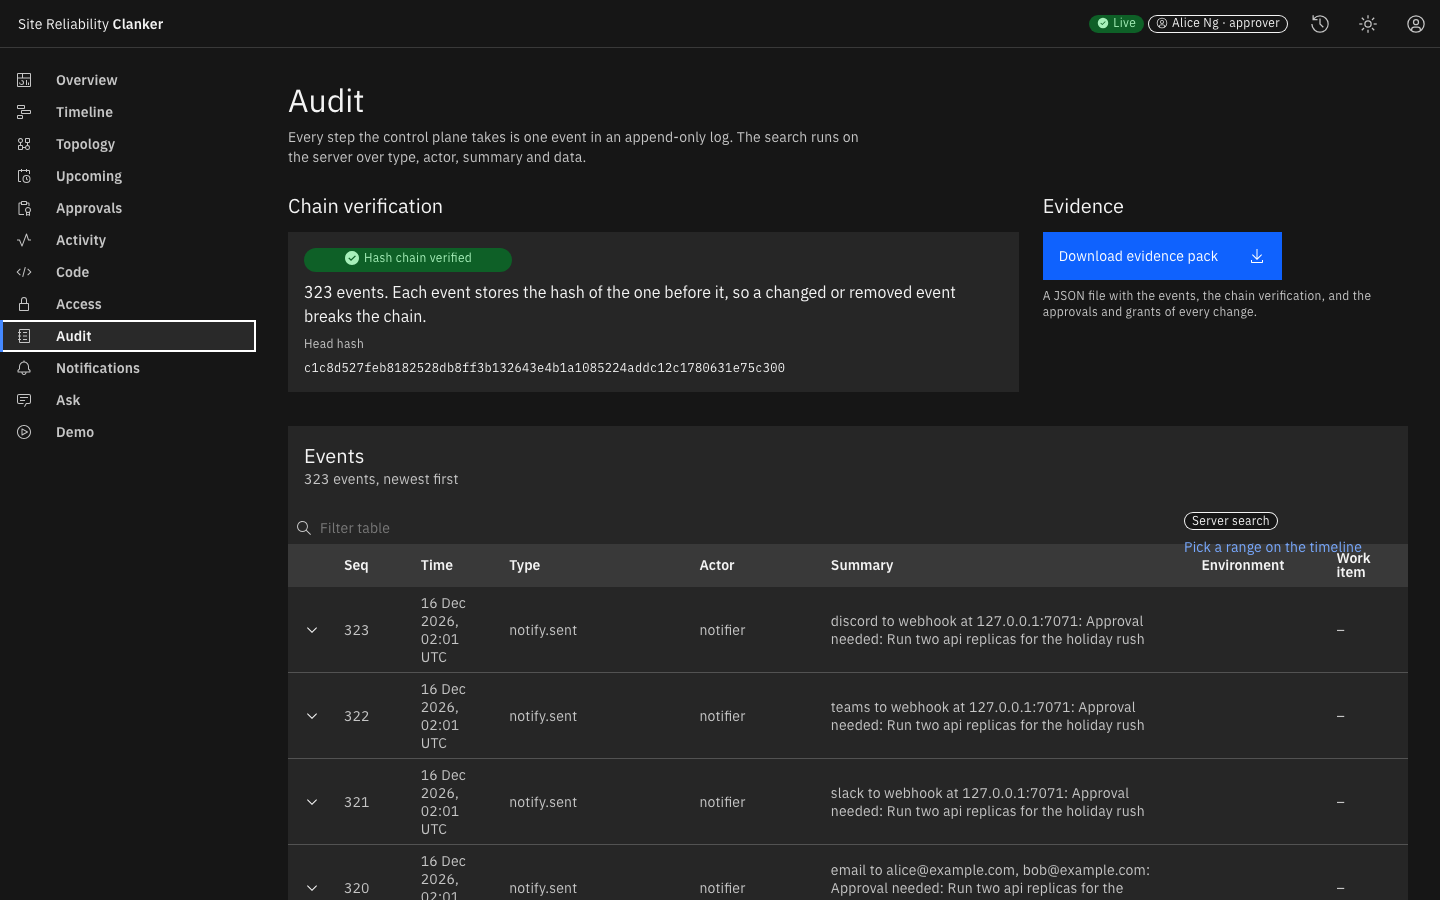 Site Reliability Clanker
Live
Alice Ng · approver
Overview
Timeline
Topology
Upcoming
Approvals
Activity
Code
Access
Audit
Notifications
Ask
Demo
Audit
Every step the control plane takes is one event in an append-only log. The search runs on
the server over type, actor, summary and data.
Chain verification
Hash chain verified
323 events. Each event stores the hash of the one before it, so a changed or removed event
breaks the chain.
Head hash
c1c8d527feb8182528db8ff3b132643e4b1a1085224addc12c1780631e75c300
Evidence
Download evidence pack
A JSON file with the events, the chain verification, and the
approvals and grants of every change.
Events
323 events, newest first
Filter table
Server search
Pick a range on the timeline
Seq Time Type Actor Summary Environment Work
item
323 16 Dec
2026,
02:01
UTC notify.sent notifier discord to webhook at 127.0.0.1:7071: Approval
needed: Run two api replicas for the holiday rush –
322 16 Dec
2026,
02:01
UTC notify.sent notifier teams to webhook at 127.0.0.1:7071: Approval
needed: Run two api replicas for the holiday rush –
321 16 Dec
2026,
02:01
UTC notify.sent notifier slack to webhook at 127.0.0.1:7071: Approval
needed: Run two api replicas for the holiday rush –
320 16 Dec
2026,
02:01 notify.sent notifier email to alice@example.com, bob@example.com:
Approval needed: Run two api replicas for the –